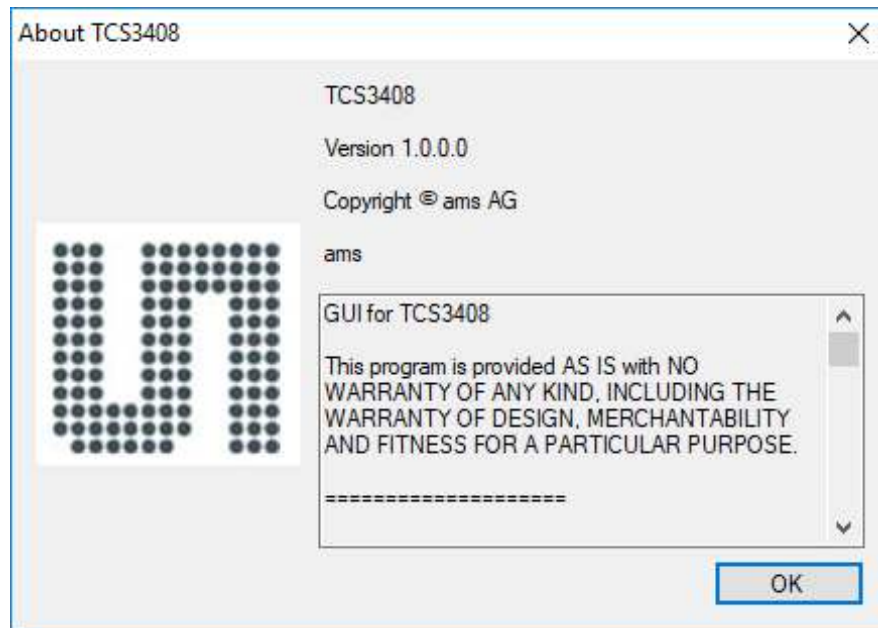 About TCS3408
TCS3408
Version 1.0.0.0
Copyright © ams AG
ams
GUI for TCS3408
This program is provided AS IS with NO
WARRANTY OF ANY KIND, INCLUDING THE
WARRANTY OF DESIGN, MERCHANTABILITY
AND FITNESS FOR A PARTICULAR PURPOSE.
====================
OK